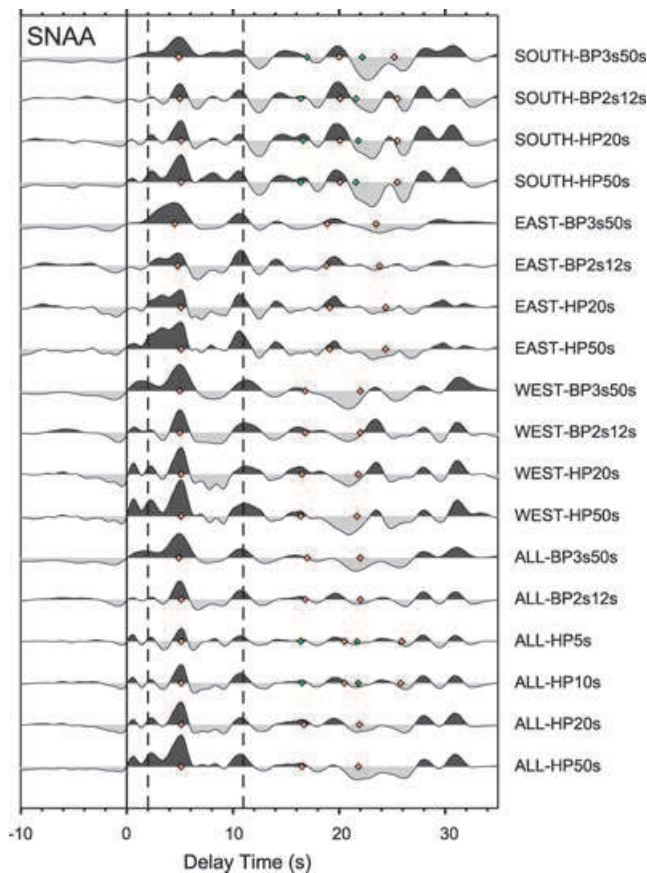 SNAA
SOUTH-BP3s50s
SOUTH-BP2s12s
SOUTH-HP20s
SOUTH-HP50s
EAST-BP3s50s
EAST-BP2s12s
EAST-HP20s
EAST-HP50s
WEST-BP3s50s
WEST-BP2s12s
WEST-HP20s
WEST-HP50s
ALL-BP3s50s
ALL-BP2s12s
ALL-HP5s
ALL-HP10s
ALL-HP20s
ALL-HP50s
-10 0 10 20 30
Delay Time (s)